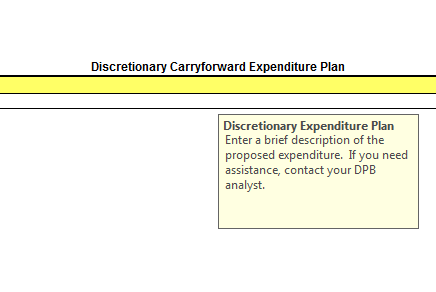 Discretionary Carryforward Expenditure Plan
Discretionary Expenditure Plan
Enter a brief description of the
proposed expenditure.  If you need
assistance, contact your DPB
analyst.